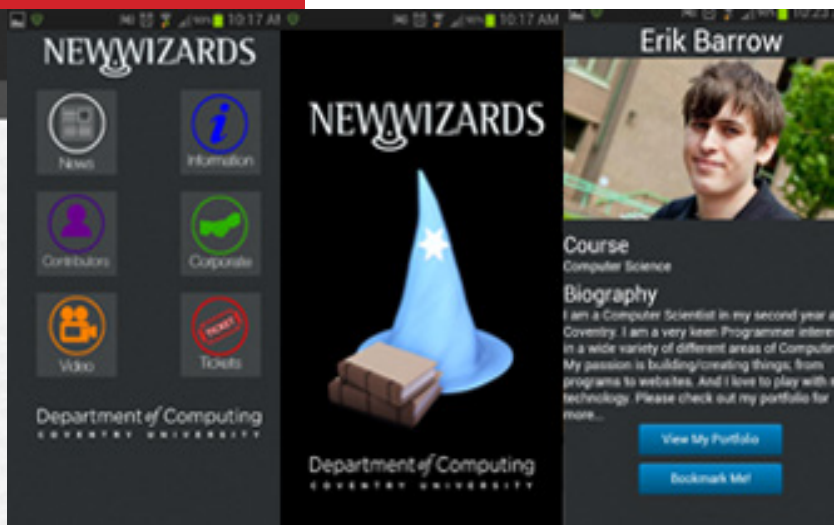 90% 10:17 AM
NEWWIZARDS
News
Information
Contributors
Corporate
Video
TICKET
Tickets
Department of Computing
COVENTRY UNIVERSITY
90% 10:17 AM
NEWWIZARDS
Department of Computing
COVENTRY UNIVERSITY
Erik Barrow
Course
Computer Science
Biography
I am a Computer Scientist in my second year a
Coventry. I am a very keen Programmer interes
in a wide variety of different areas of Computin
My passion is building/creating things, from
programs to websites. And I love to play with
technology. Please check out my portfolio for
more...
View My Portfolio
Bookmark Me!